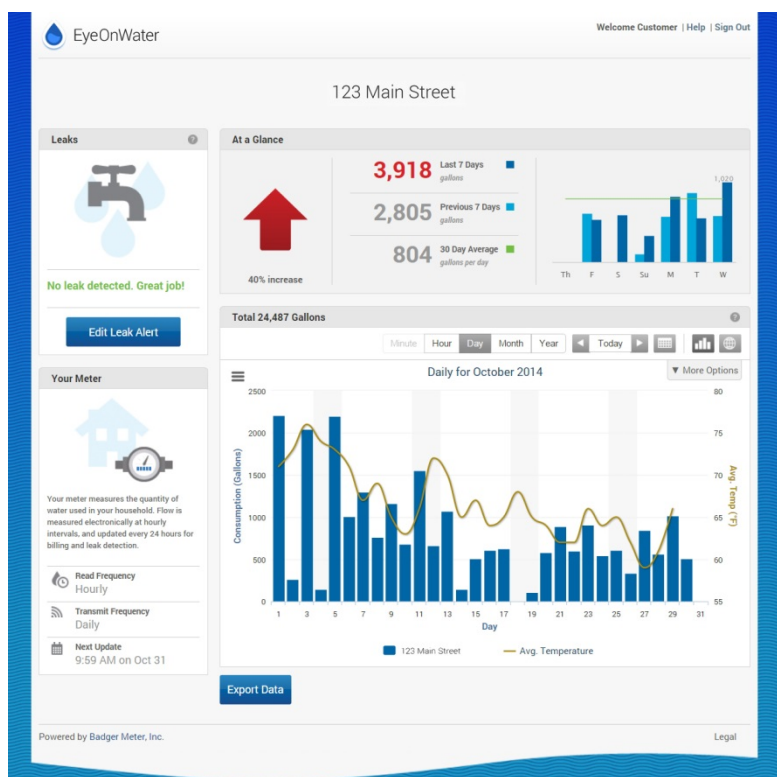 EyeOnWater
Welcome Customer | Help | Sign Out
123 Main Street
Leaks
No leak detected. Great job!
Edit Leak Alert
Your Meter
Your meter measures the quantity of
water used in your household. Flow is
measured electronically at hourly
intervals, and updated every 24 hours for
billing and leak detection.
Read Frequency
Hourly
Transmit Frequency
Daily
Next Update
9:59 AM on Oct 31
At a Glance
40% increase
3,918 Last 7 Days
gallons
2,805 Previous 7 Days
gallons
804 30 Day Average
gallons per day
1,020
Th F S Su M T W
Total 24,487 Gallons
Minute Hour Day Month Year Today
Daily for October 2014
▼ More Options
Consumption (Gallons)
2500
2000
1500
1000
500
0
80
75
70
65
60
55
Avg. Temp (°F)
1 3 5 7 9 11 13 15 17 19 21 23 25 27 29 31
Day
123 Main Street
Avg. Temperature
Export Data
Powered by Badger Meter, Inc.
Legal